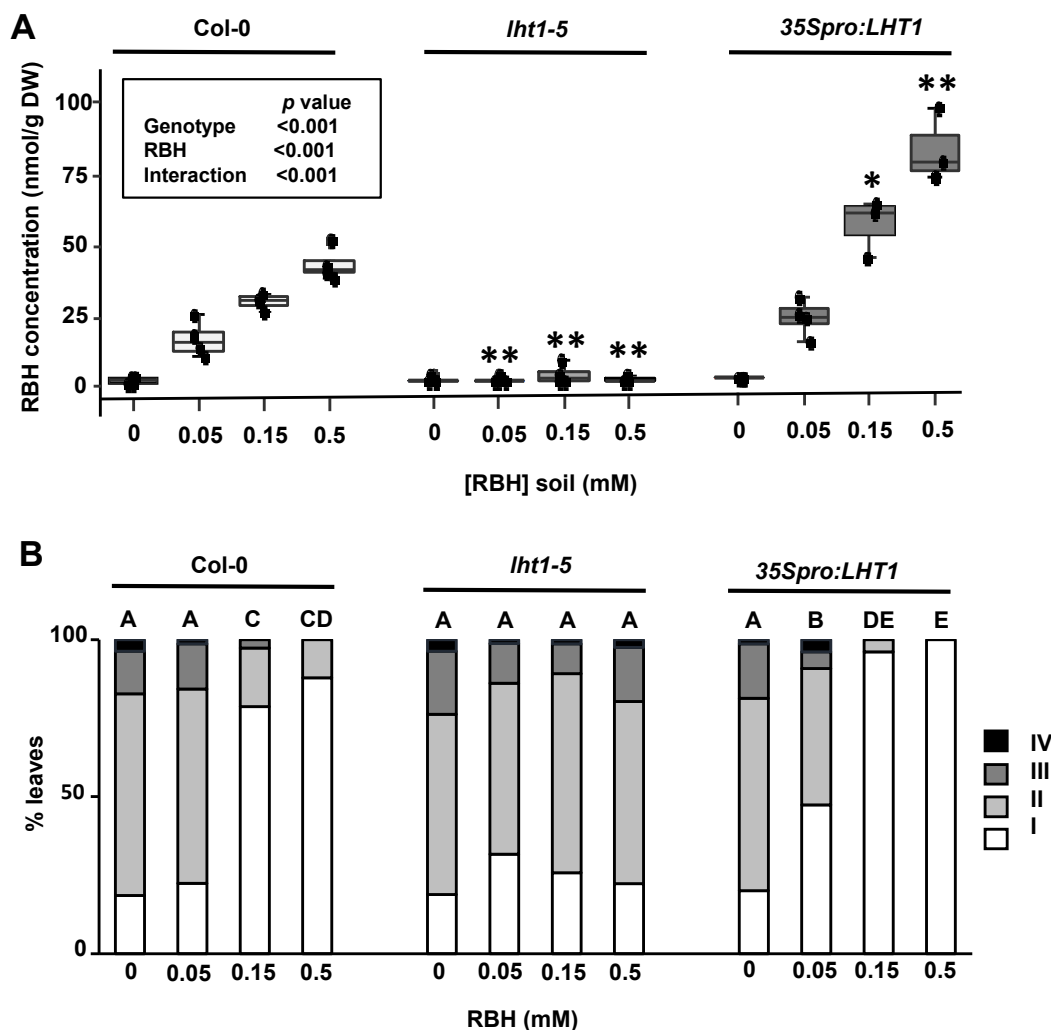 A
Col-0 lht1-5 35Spro:LHT1
RBH concentration (nmol/g DW)
p value
Genotype <0.001
RBH <0.001
Interaction <0.001
100
75
50
25
0
** ** ** * **
0 0.05 0.15 0.5 0 0.05 0.15 0.5 0 0.05 0.15 0.5
[RBH] soil (mM)
B
Col-0 lht1-5 35Spro:LHT1
A A C CD A A A A A B DE E
% leaves
100
50
0
IV
III
II
I
0 0.05 0.15 0.5 0 0.05 0.15 0.5 0 0.05 0.15 0.5
RBH (mM)